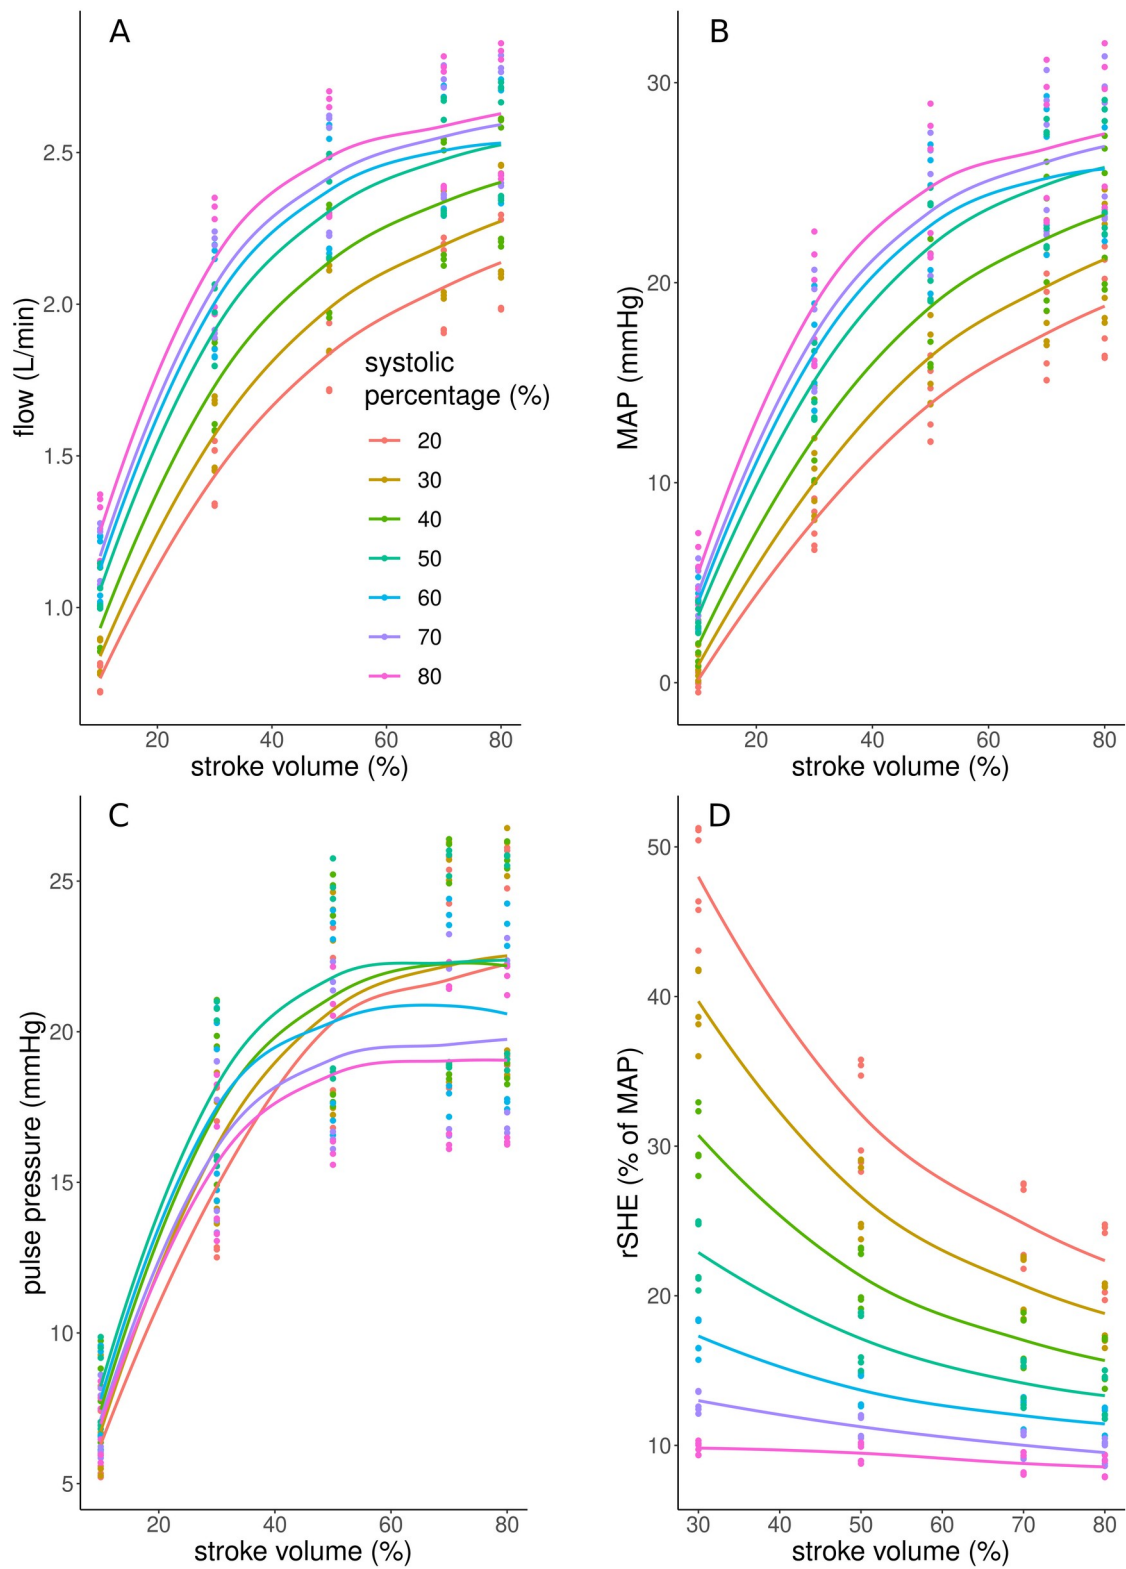 A
flow (L/min)
2.5
2.0
1.5
1.0
20 40 60 80
stroke volume (%)
systolic
percentage (%)
20
30
40
50
60
70
80
B
MAP (mmHg)
30
20
10
0
20 40 60 80
stroke volume (%)
C
pulse pressure (mmHg)
25
20
15
10
5
20 40 60 80
stroke volume (%)
D
rSHE (% of MAP)
50
40
30
20
10
30 40 50 60 70 80
stroke volume (%)